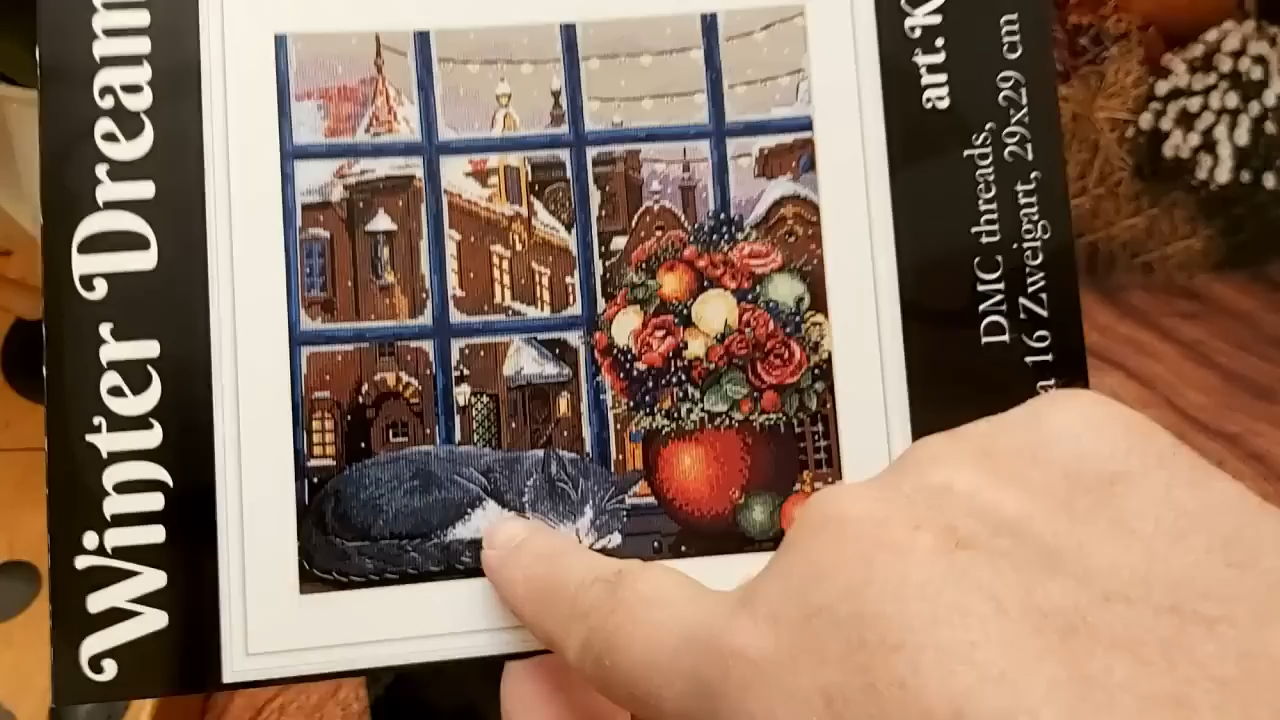 Winter Dream
art.K
DMC threads,
a 16 Zweigart, 29x29 cm